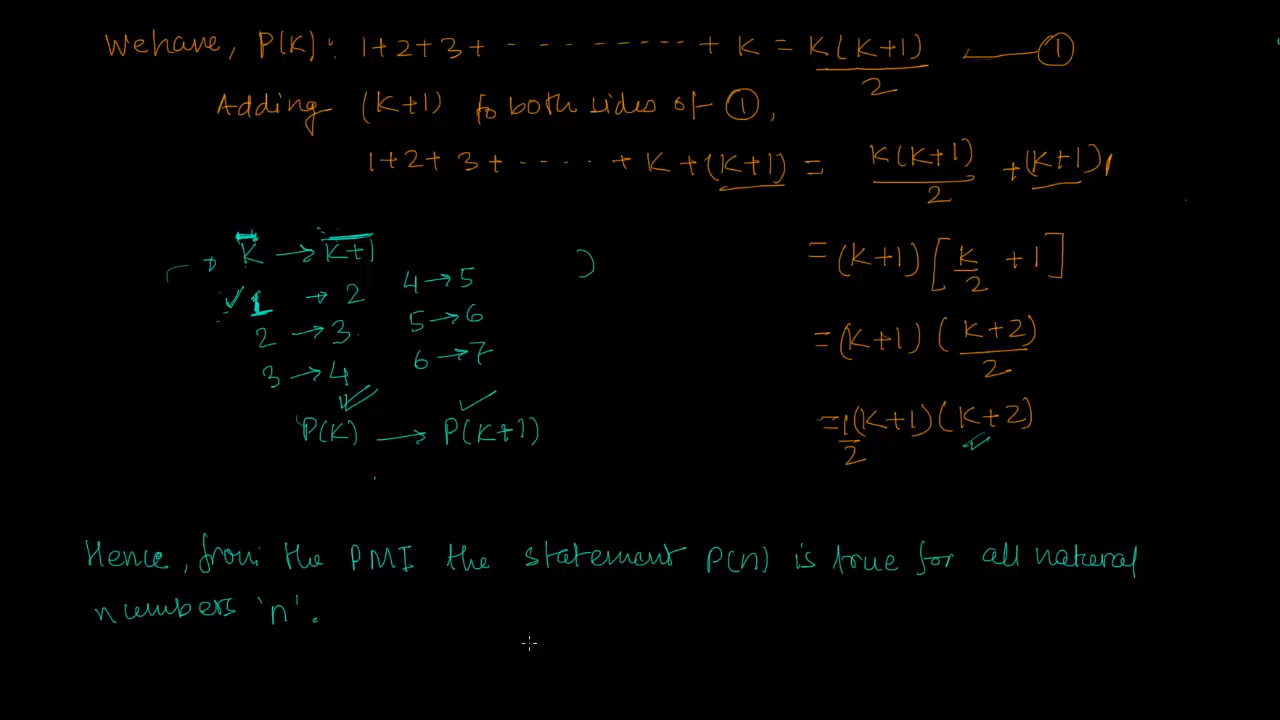 We have, P(K): 1+2+3+ - - - - - - - - - + K = K(K+1)/2 —— ①
Adding (K+1) to both sides of ①,
1+2+3+ - - - - - + K +(K+1) = K(K+1)/2 +(K+1),
K → K+1
= (K+1) [K/2 +1]
1 → 2
4 → 5
2 → 3
5 → 6
= (K+1) (K+2)/2
3 → 4
6 → 7
P(K) → P(K+1)
= 1/2 (K+1)(K+2)
Hence, from the PMI the statement P(n) is true for all natural
numbers 'n'.